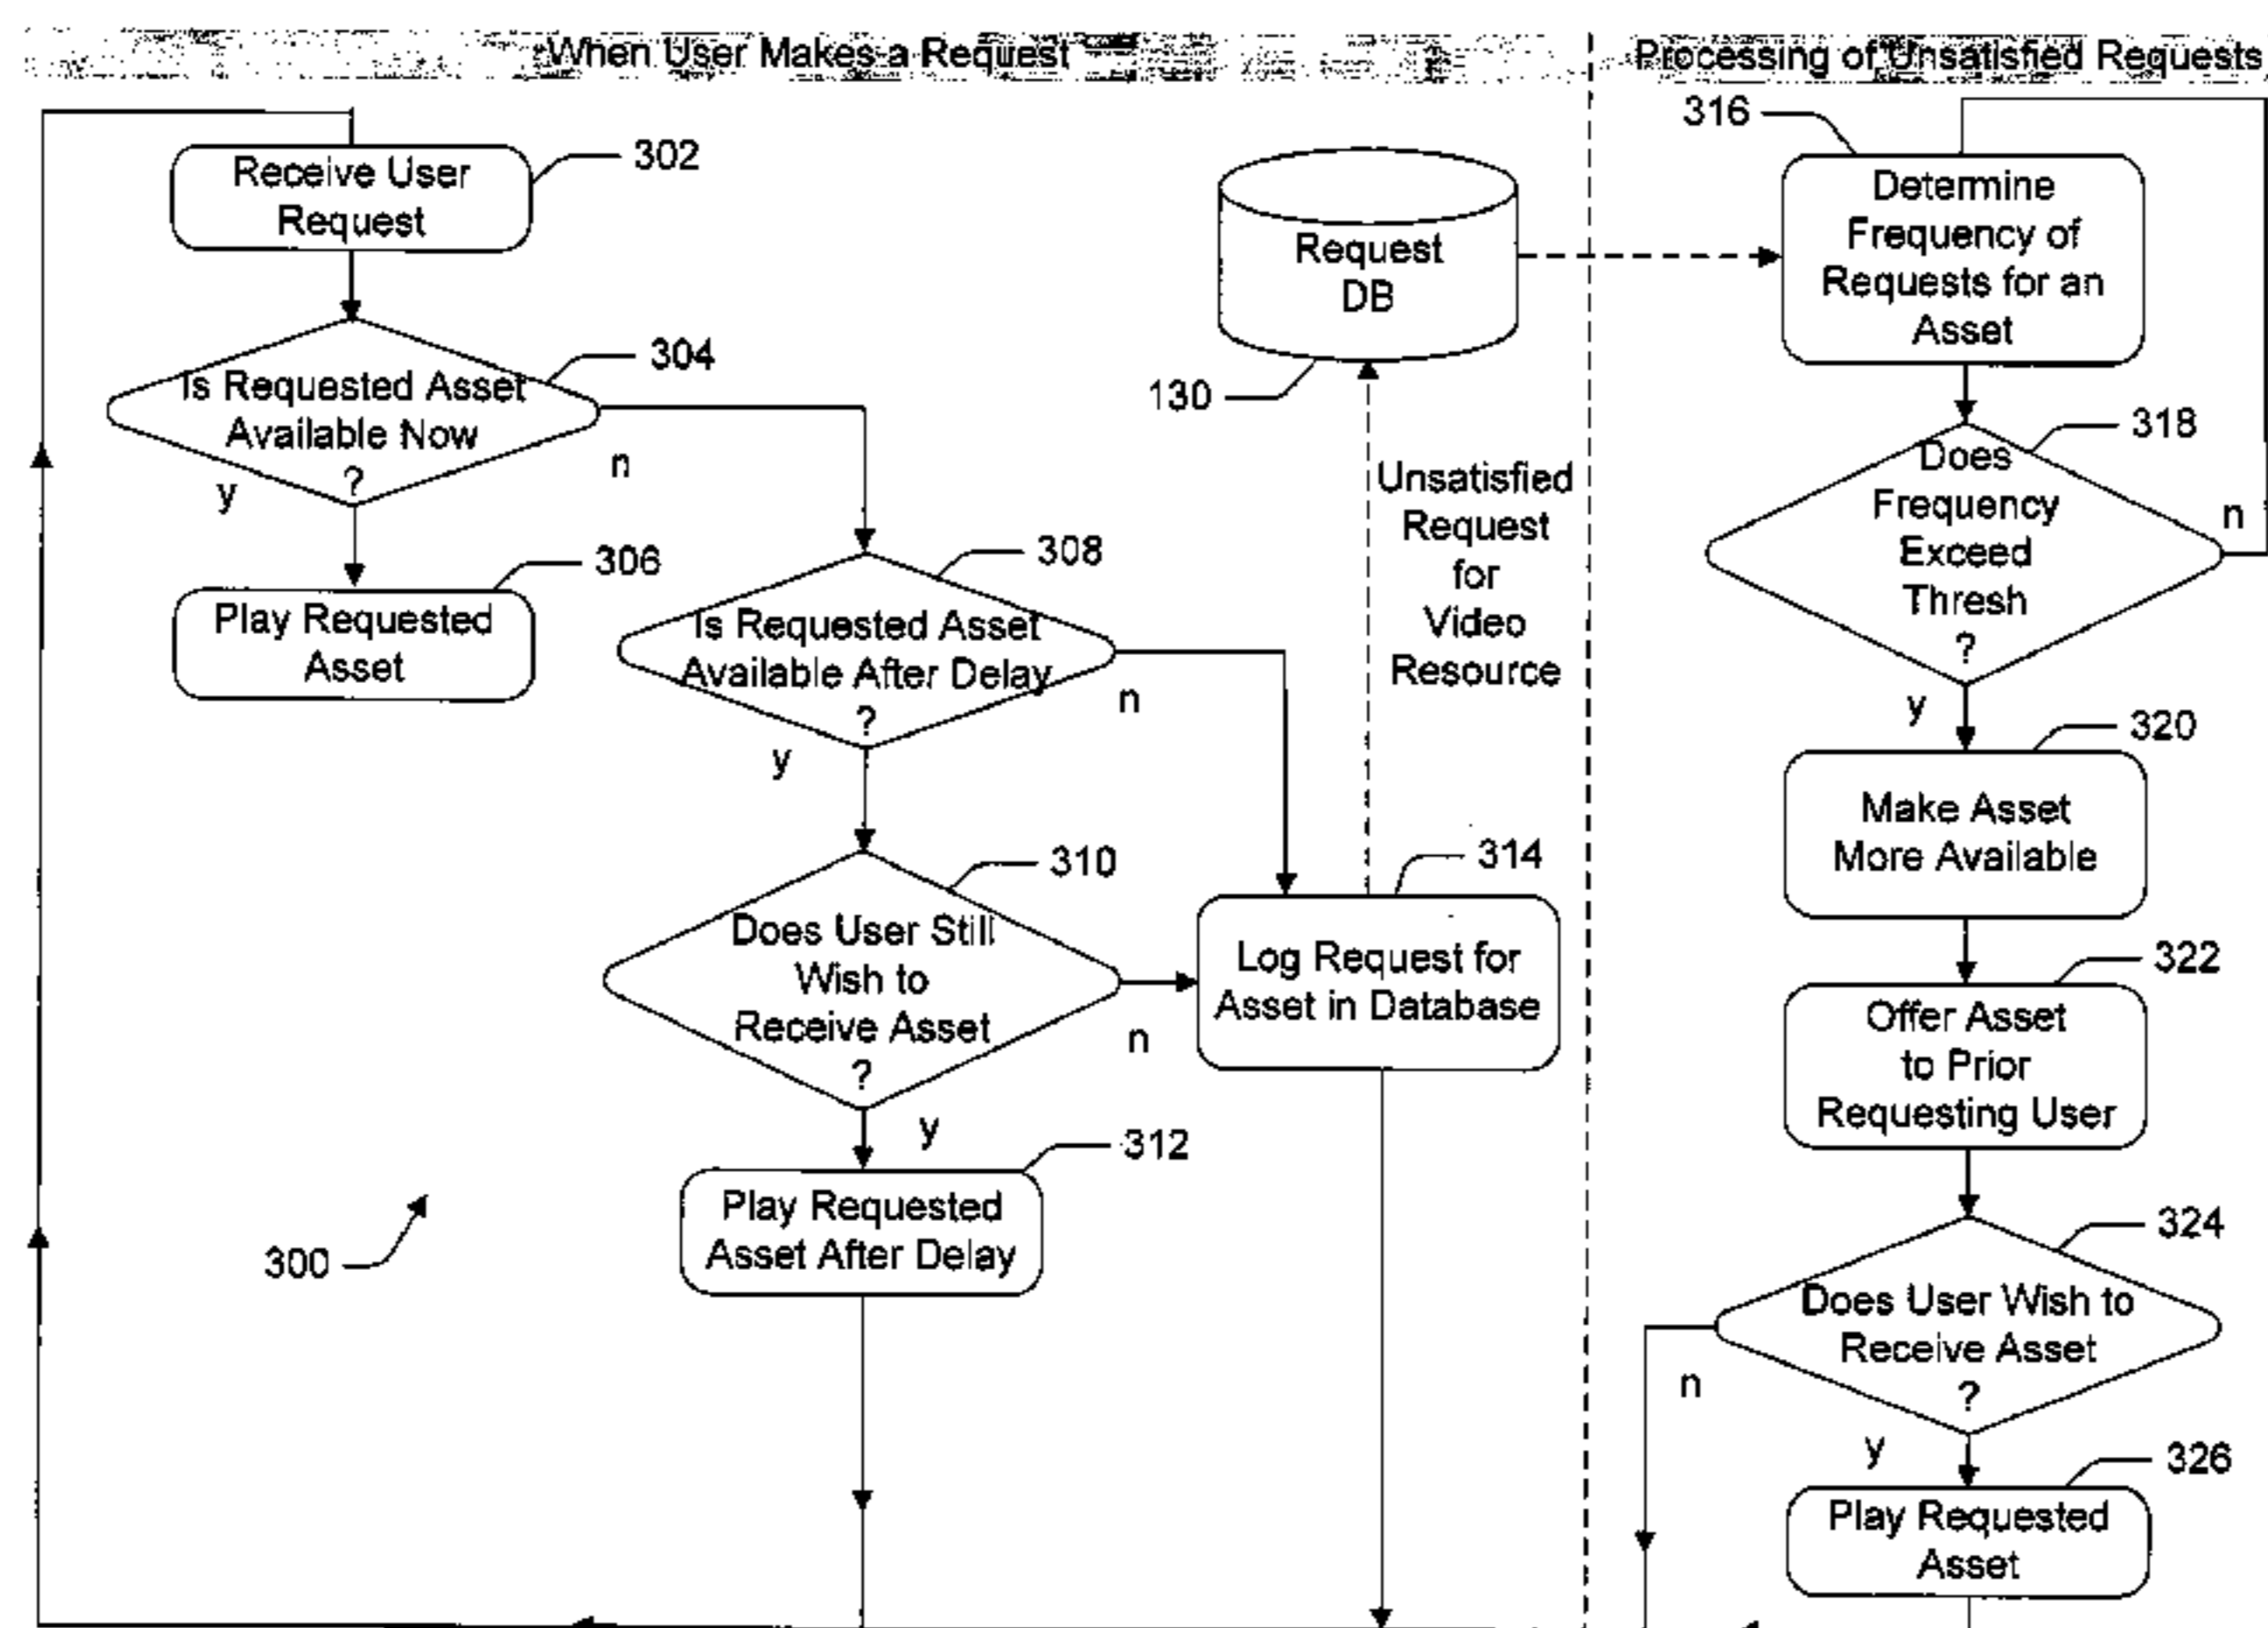 When User Makes a Request
Processing of Unsatisfied Requests
Receive User
Request
302
Is Requested Asset
Available Now
?
304
y
n
Play Requested
Asset
306
Is Requested Asset
Available After Delay
?
308
y
n
Does User Still
Wish to
Receive Asset
?
310
y
n
Play Requested
Asset After Delay
312
300
Request
DB
130
Unsatisfied
Request
for
Video
Resource
Log Request for
Asset in Database
314
316
Determine
Frequency of
Requests for an
Asset
318
Does
Frequency
Exceed
Thresh
?
n
y
320
Make Asset
More Available
322
Offer Asset
to Prior
Requesting User
324
Does User Wish to
Receive Asset
?
n
y
326
Play Requested
Asset